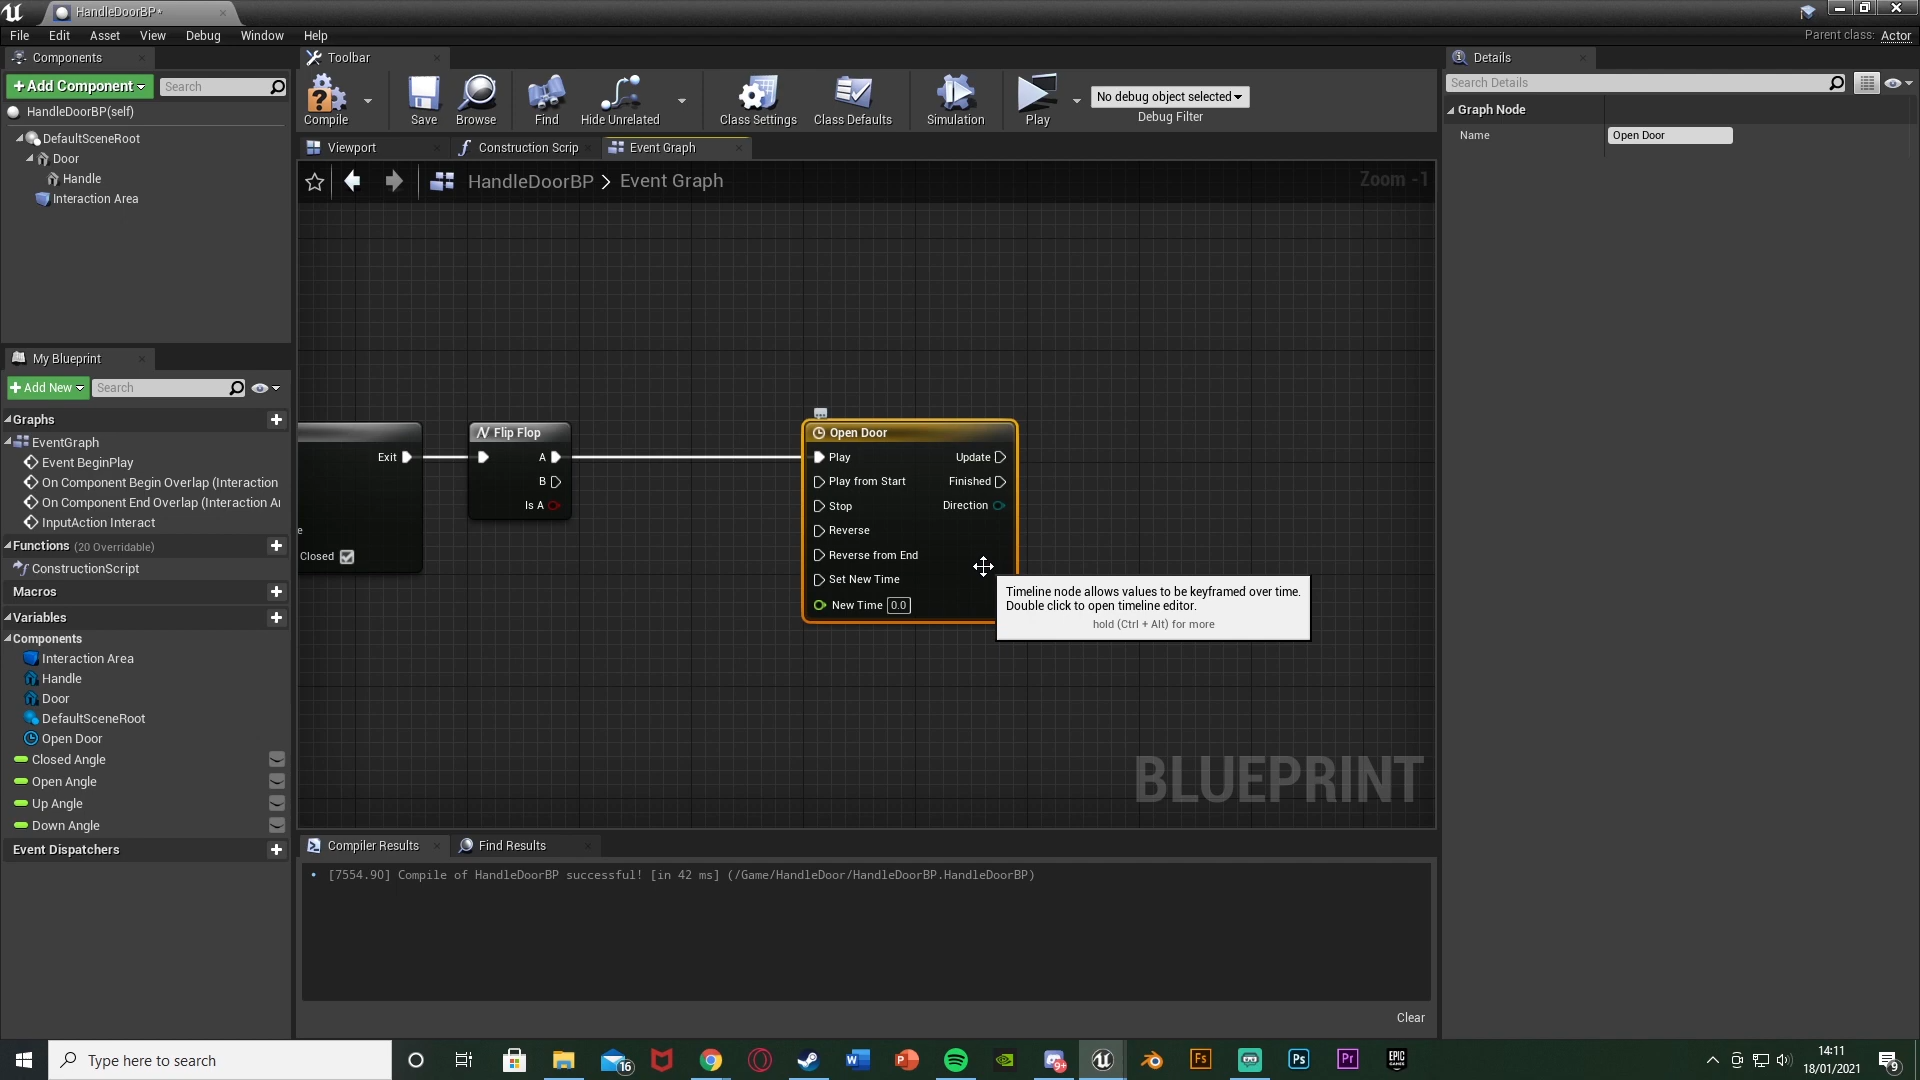 HandleDoorBP*
File Edit Asset View Debug Window Help
Parent class: Actor
Components
+ Add Component
Search
HandleDoorBP(self)
DefaultSceneRoot
Door
Handle
Interaction Area
My Blueprint
+ Add New
Search
Graphs
EventGraph
Event BeginPlay
On Component Begin Overlap (Interaction
On Component End Overlap (Interaction Ar
InputAction Interact
Functions (20 Overridable)
ConstructionScript
Macros
Variables
Components
Interaction Area
Handle
Door
DefaultSceneRoot
Open Door
Closed Angle
Open Angle
Up Angle
Down Angle
Event Dispatchers
Toolbar
Compile
Save
Browse
Find
Hide Unrelated
Class Settings
Class Defaults
Simulation
Play
No debug object selected
Debug Filter
Viewport
Construction Scrip
Event Graph
HandleDoorBP > Event Graph
Zoom -1
Exit
e
Closed
Flip Flop
A
B
Is A
Open Door
Play
Update
Play from Start
Finished
Stop
Direction
Reverse
Reverse from End
Set New Time
New Time 0.0
Timeline node allows values to be keyframed over time.
Double click to open timeline editor.
hold (Ctrl + Alt) for more
BLUEPRINT
Compiler Results
Find Results
• [7554.90] Compile of HandleDoorBP successful! [in 42 ms] (/Game/HandleDoor/HandleDoorBP.HandleDoorBP)
Clear
Details
Search Details
Graph Node
Name
Open Door
Type here to search
16
W
P
9+
Fs
Ps
Pr
EPIC
GAMES
14:11
18/01/2021
9